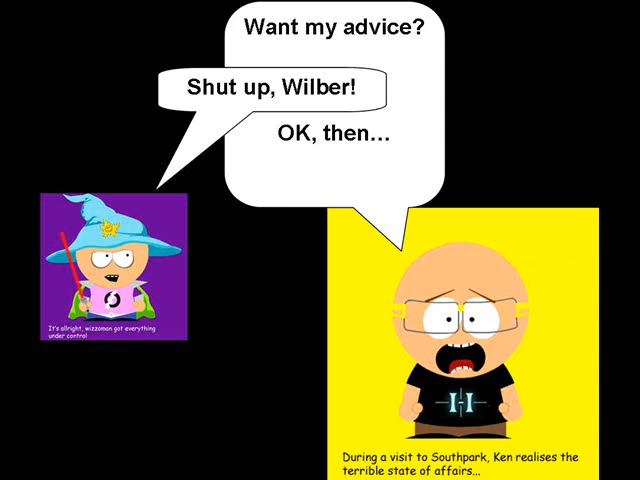 Want my advice?
Shut up, Wilber!
OK, then…
It's allright, wizzoman got everything
under control
I-I
During a visit to Southpark, Ken realises the
terrible state of affairs...